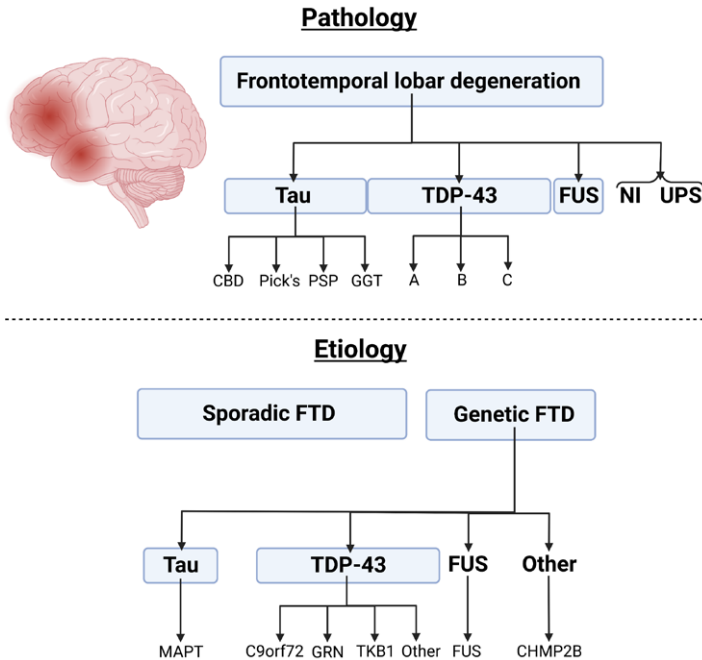 Pathology
Frontotemporal lobar degeneration
Tau TDP-43 FUS NI UPS
CBD Pick's PSP GGT A B C
Etiology
Sporadic FTD Genetic FTD
Tau TDP-43 FUS Other
MAPT C9orf72 GRN TKB1 Other FUS CHMP2B